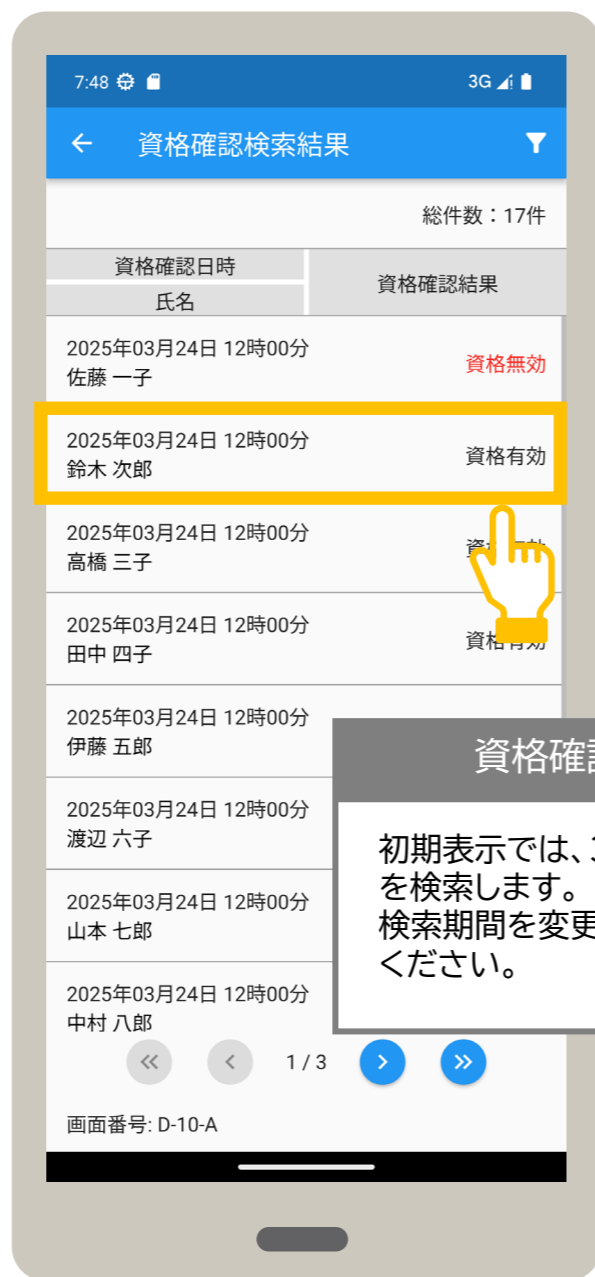 7:48
3G
資格確認検索結果
総件数：17件
資格確認日時
氏名
資格確認結果
2025年03月24日 12時00分
佐藤 一子
資格無効
2025年03月24日 12時00分
鈴木 次郎
資格有効
2025年03月24日 12時00分
高橋 三子
2025年03月24日 12時00分
田中 四子
資格有効
2025年03月24日 12時00分
伊藤 五郎
2025年03月24日 12時00分
渡辺 六子
2025年03月24日 12時00分
山本 七郎
2025年03月24日 12時00分
中村 八郎
資格確
初期表示では、
を検索します。
検索期間を変更
ください。
1 / 3
画面番号: D-10-A